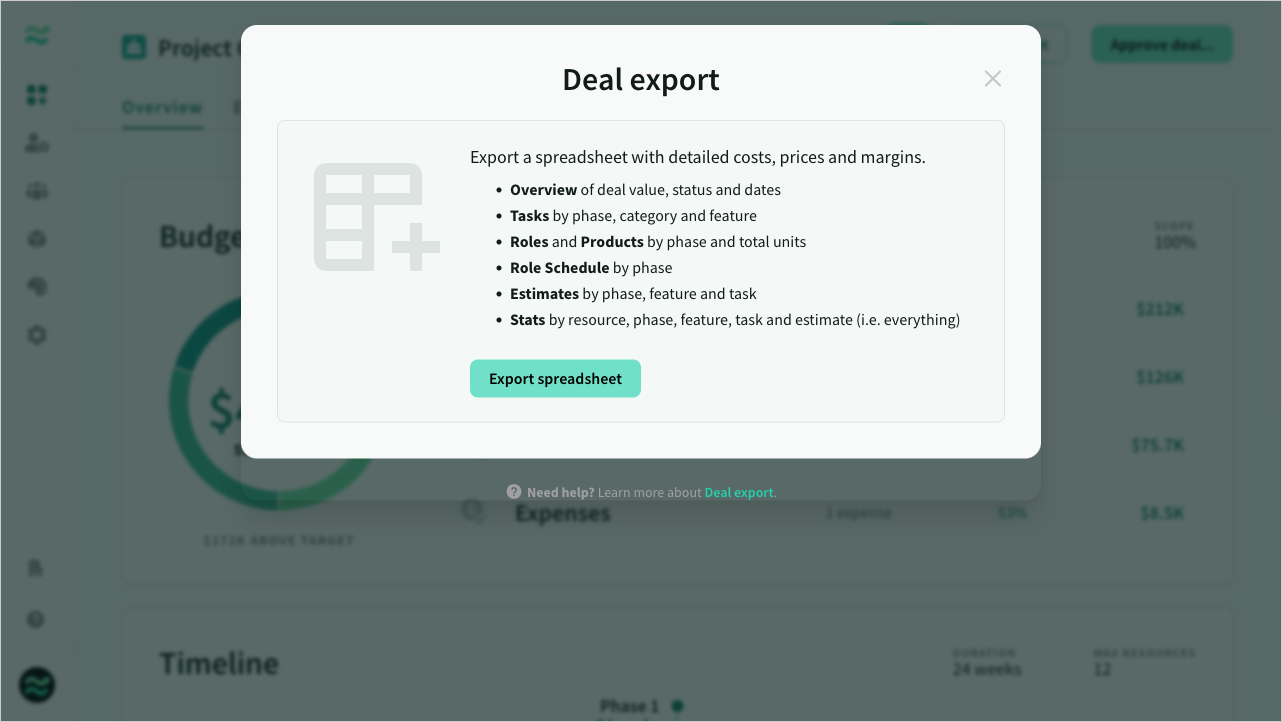 Project
Approve deal...
Overview
Deal export
Export a spreadsheet with detailed costs, prices and margins.
• Overview of deal value, status and dates
• Tasks by phase, category and feature
• Roles and Products by phase and total units
• Role Schedule by phase
• Estimates by phase, feature and task
• Stats by resource, phase, feature, task and estimate (i.e. everything)
Export spreadsheet
SCOPE
100%
$212K
$126K
$75.7K
Need help? Learn more about Deal export.
Expenses
1 expense
53%
$8.5K
$172K ABOVE TARGET
Timeline
DURATION
24 weeks
MAX RESOURCES
12
Phase 1